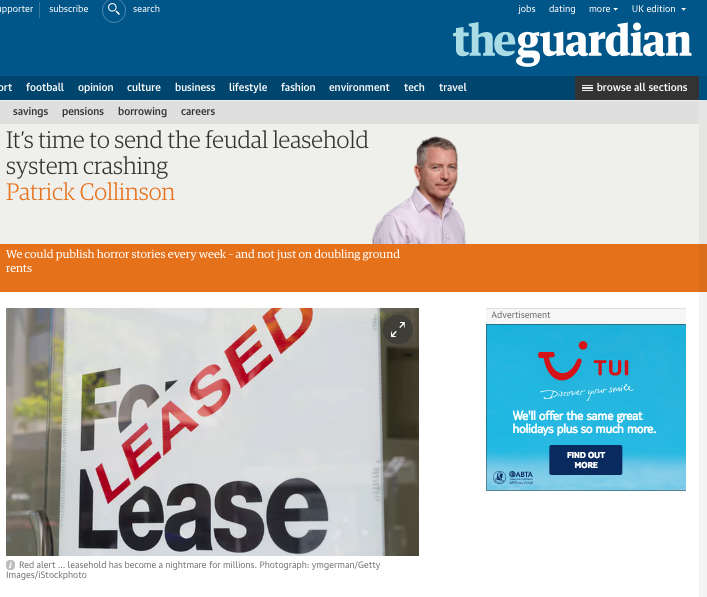 upporter subscribe search jobs dating more UK edition
theguardian
ort football opinion culture business lifestyle fashion environment tech travel browse all sections
savings pensions borrowing careers
It's time to send the feudal leasehold
system crashing
Patrick Collinson
We could publish horror stories every week – and not just on doubling ground
rents
Advertisement
For
LEASED
Lease
TUI
Discover your smile
We'll offer the same great
holidays plus so much more.
FIND OUT
MORE
ABTA
i Red alert ... leasehold has become a nightmare for millions. Photograph: ymgerman/Getty
Images/iStockphoto